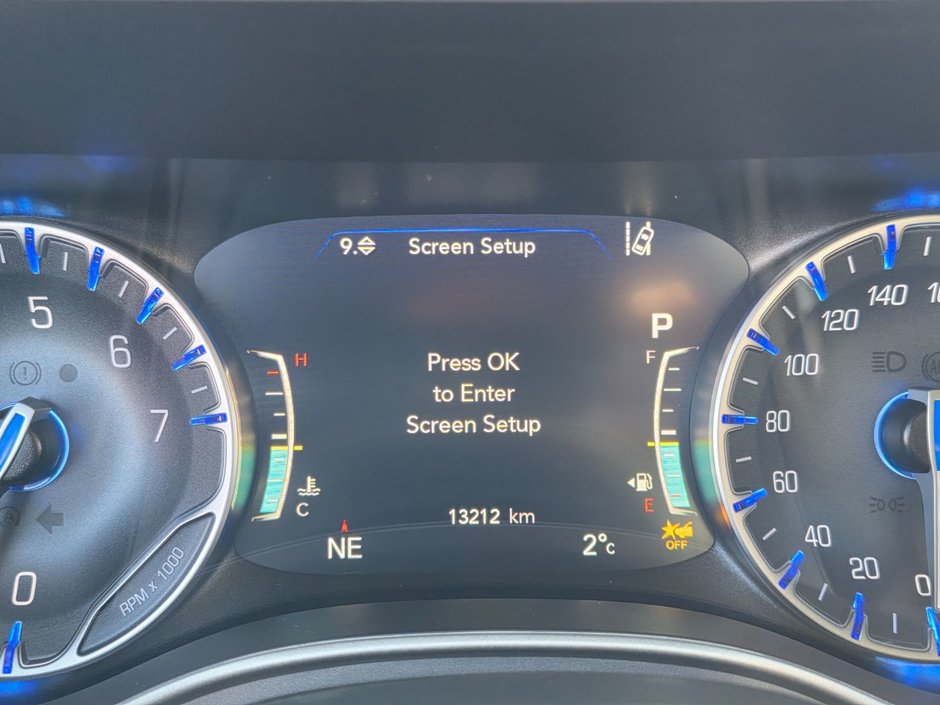 9. Screen Setup
P
H
F
Press OK
to Enter
Screen Setup
C
E
13212 km
NE
2°C
OFF
5
6
7
0
RPM x 1000
140
120
100
80
60
40
20
0